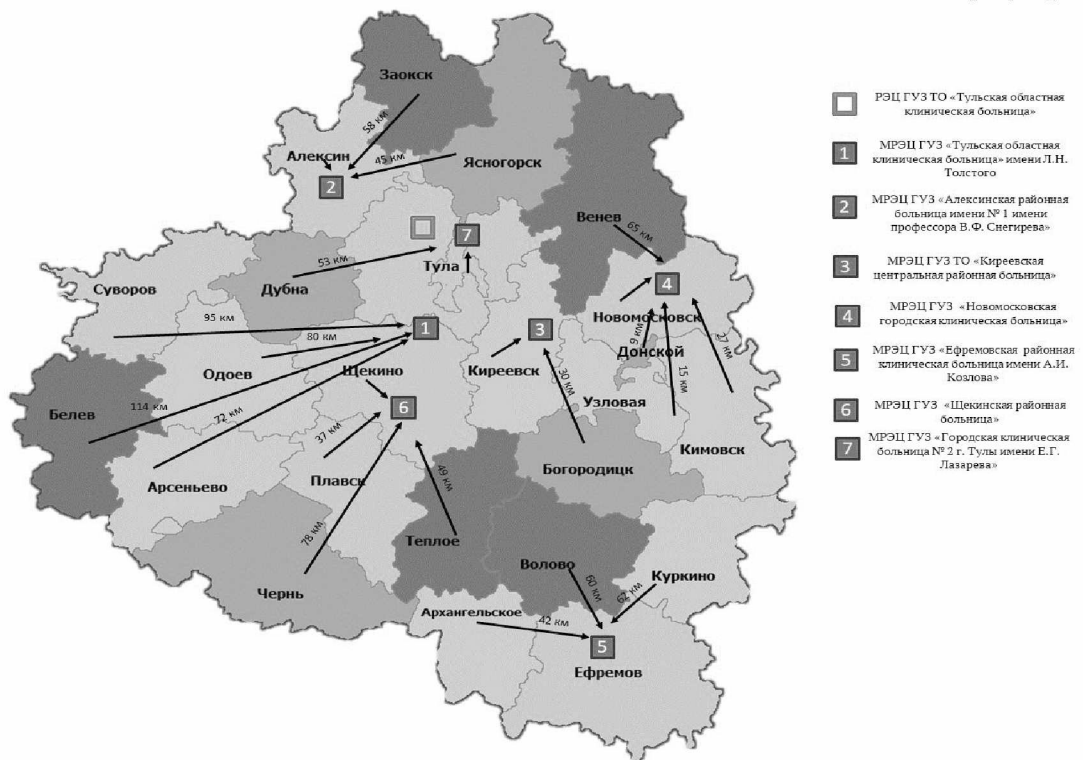 Заокск
58 км
Алексин
45 км
Ясногорск
2
Венев
65 км
7
53 км
Тула
Дубна
Суворов
4
Новомосковск
95 км
1
3
80 км
9 км
27 км
Донской
Щекино
Киреевск
Одоев
30 км
15 км
Узловая
Белев
114 км
72 км
6
37 км
Кимовск
Богородицк
49 км
Арсеньево
Плавск
78 км
Теплое
Волово
Куркино
60 км
62 км
Чернь
Архангельское
42 км
5
Ефремов
РЭЦ ГУЗ ТО «Тульская областная
клиническая больница»
1
МРЭЦ ГУЗ «Тульская областная
клиническая больница» имени Л.Н.
Толстого
2
МРЭЦ ГУЗ «Алексинская районная
больница имени № 1 имени
профессора В.Ф. Снегирева»
3
МРЭЦ ГУЗ ТО «Киреевская
центральная районная больница»
4
МРЭЦ ГУЗ «Новомосковская
городская клиническая больница»
5
МРЭЦ ГУЗ «Ефремовская районная
клиническая больница имени А.И.
Козлова»
6
МРЭЦ ГУЗ «Щекинская районная
больница»
7
МРЭЦ ГУЗ «Городская клиническая
больница № 2 г. Тулы имени Е.Г.
Лазарева»